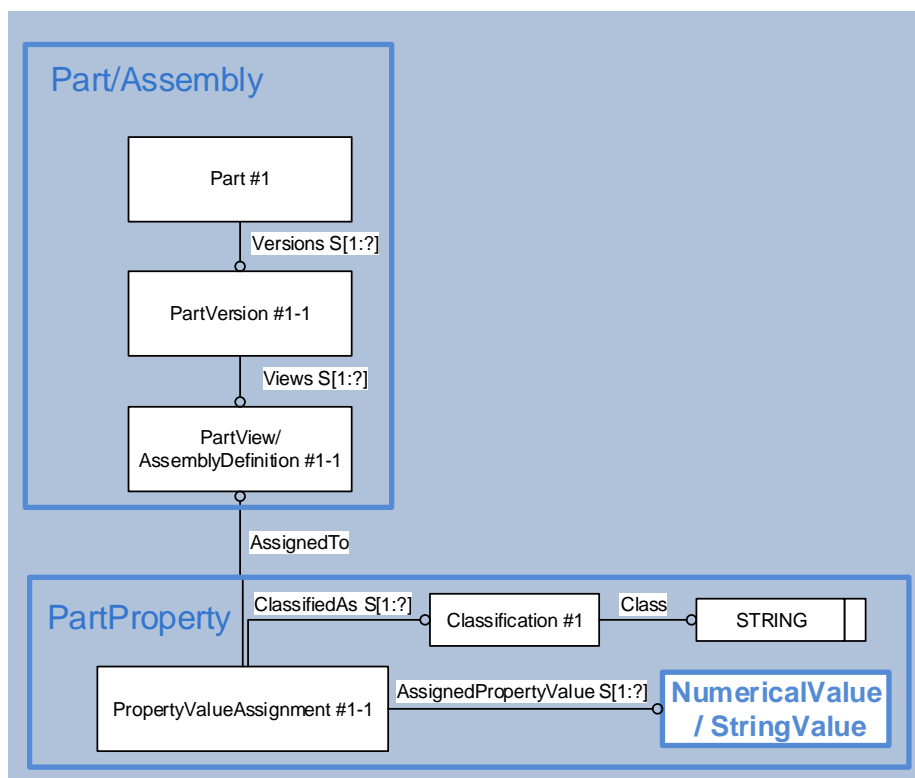 Part/Assembly
Part #1
Versions S[1:?]
PartVersion #1-1
Views S[1:?]
PartView/
AssemblyDefinition #1-1
AssignedTo
PartProperty
ClassifiedAs S[1:?]
Classification #1
Class
STRING
PropertyValueAssignment #1-1
AssignedPropertyValue S[1:?]
NumericalValue
/ StringValue